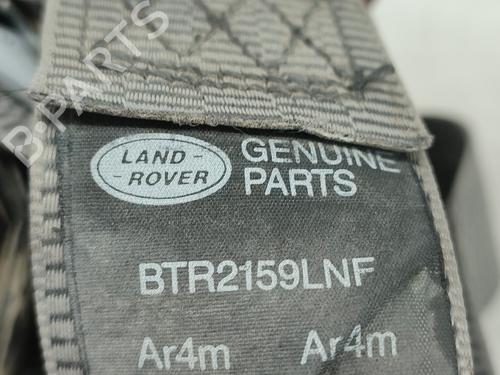 B-PARTS
LAND-
-ROVER
GENUINE
PARTS
BTR2159LNF
Ar4m Ar4m